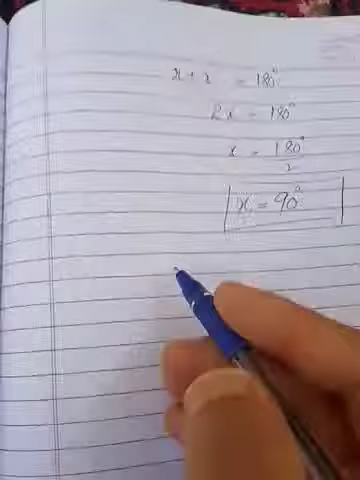 x + x = 180°
2x = 180°
x = 180°/2
x = 90°